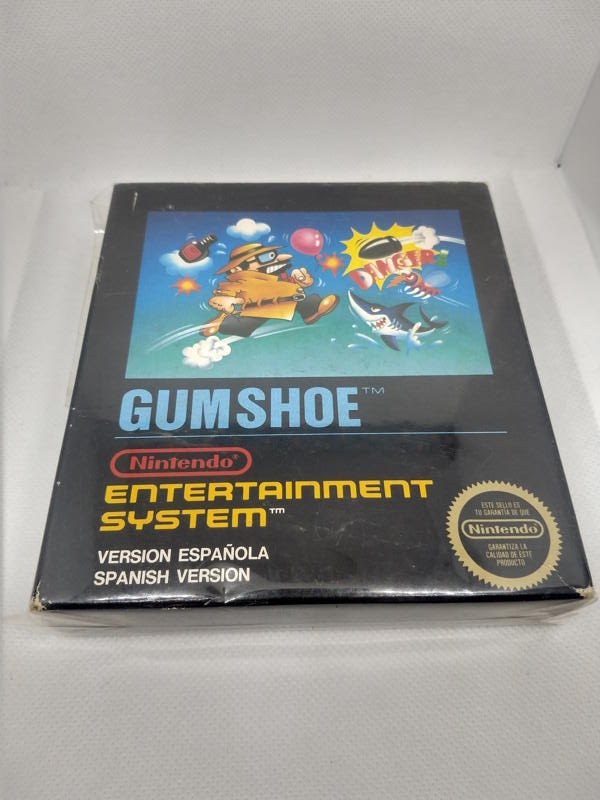 DANGER
GUMSHOE™
Nintendo®
ENTERTAINMENT
SYSTEM™
VERSION ESPAÑOLA
SPANISH VERSION
ESTE SELLO ES
TU GARANTIA DE QUE
Nintendo
GARANTIZA LA
CALIDAD DE ESTE
PRODUCTO